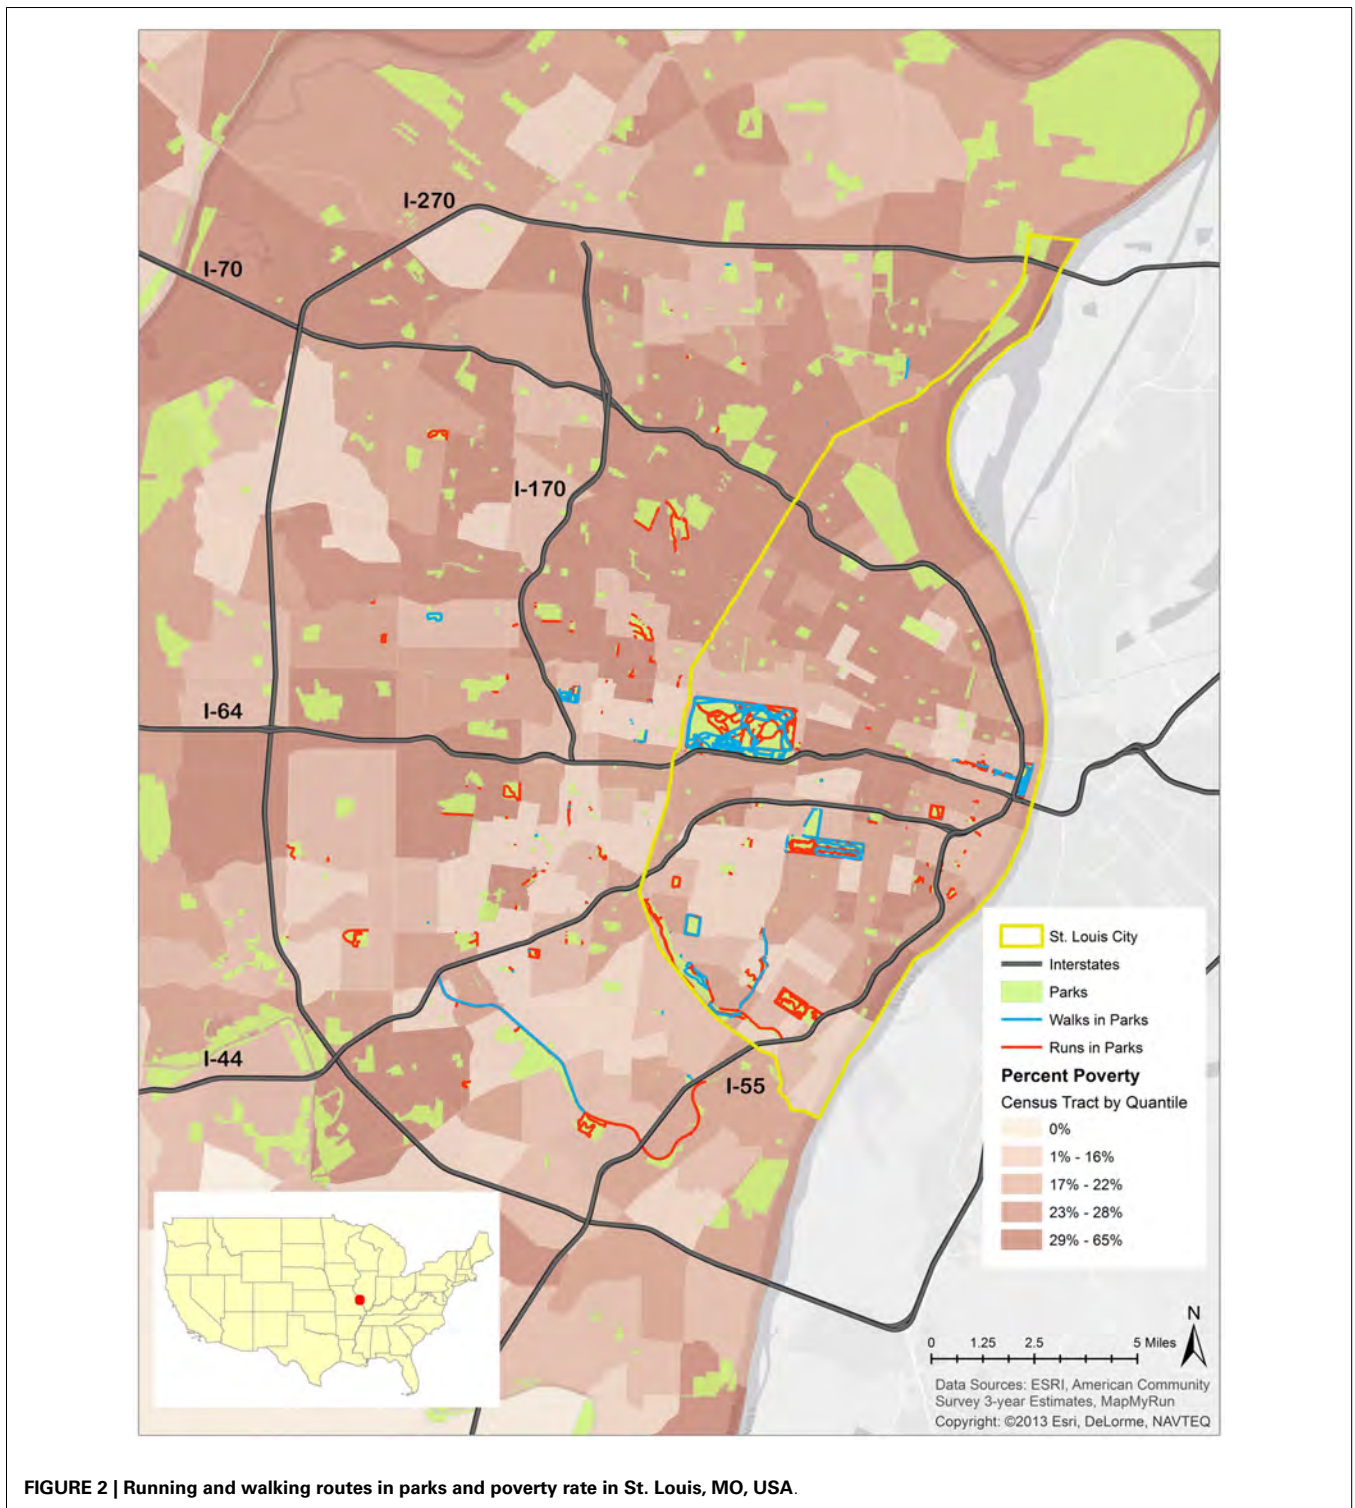 I-270
I-70
I-170
I-64
I-44
I-55
St. Louis City
Interstates
Parks
Walks in Parks
Runs in Parks
Percent Poverty
Census Tract by Quantile
0%
1% - 16%
17% - 22%
23% - 28%
29% - 65%
N
0 1.25 2.5 5 Miles
Data Sources: ESRI, American Community
Survey 3-year Estimates, MapMyRun
Copyright: ©2013 Esri, DeLorme, NAVTEQ
FIGURE 2 | Running and walking routes in parks and poverty rate in St. Louis, MO, USA.